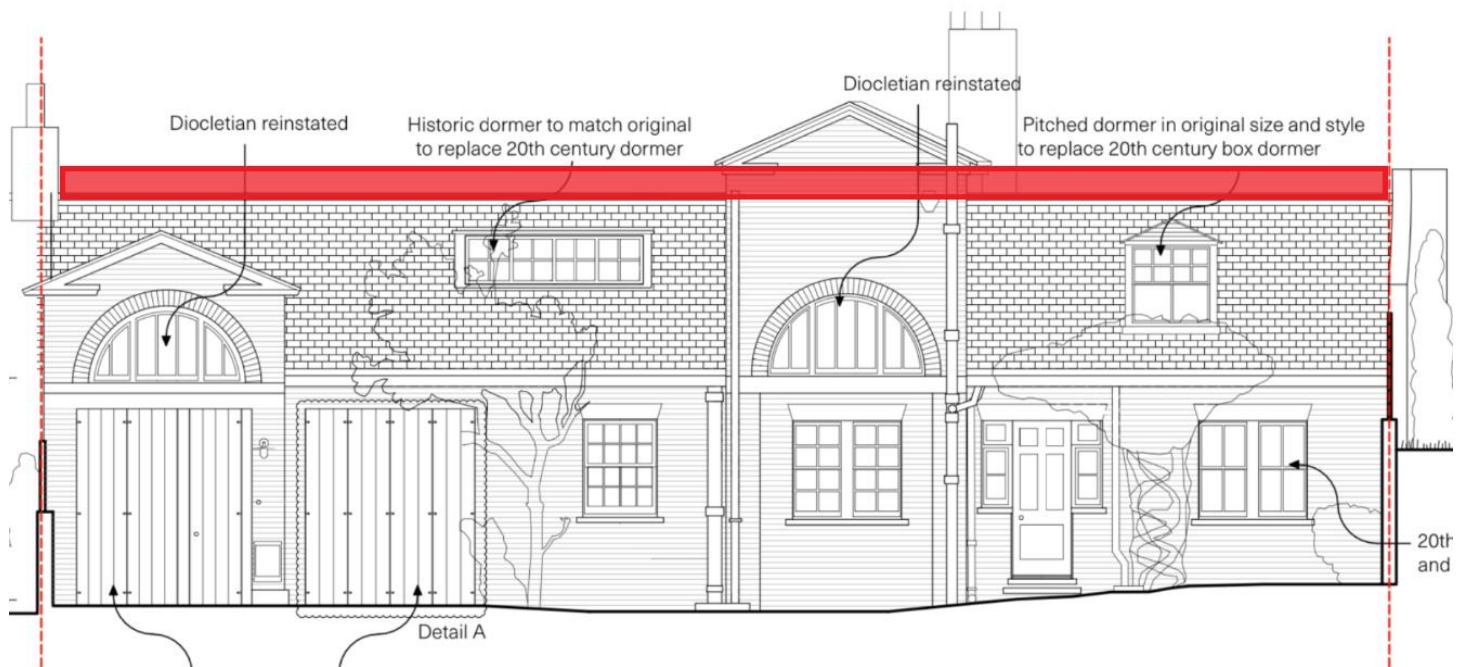 Diocletian reinstated
Diocletian reinstated
Historic dormer to match original
to replace 20th century dormer
Pitched dormer in original size and style
to replace 20th century box dormer
20th
and
Detail A